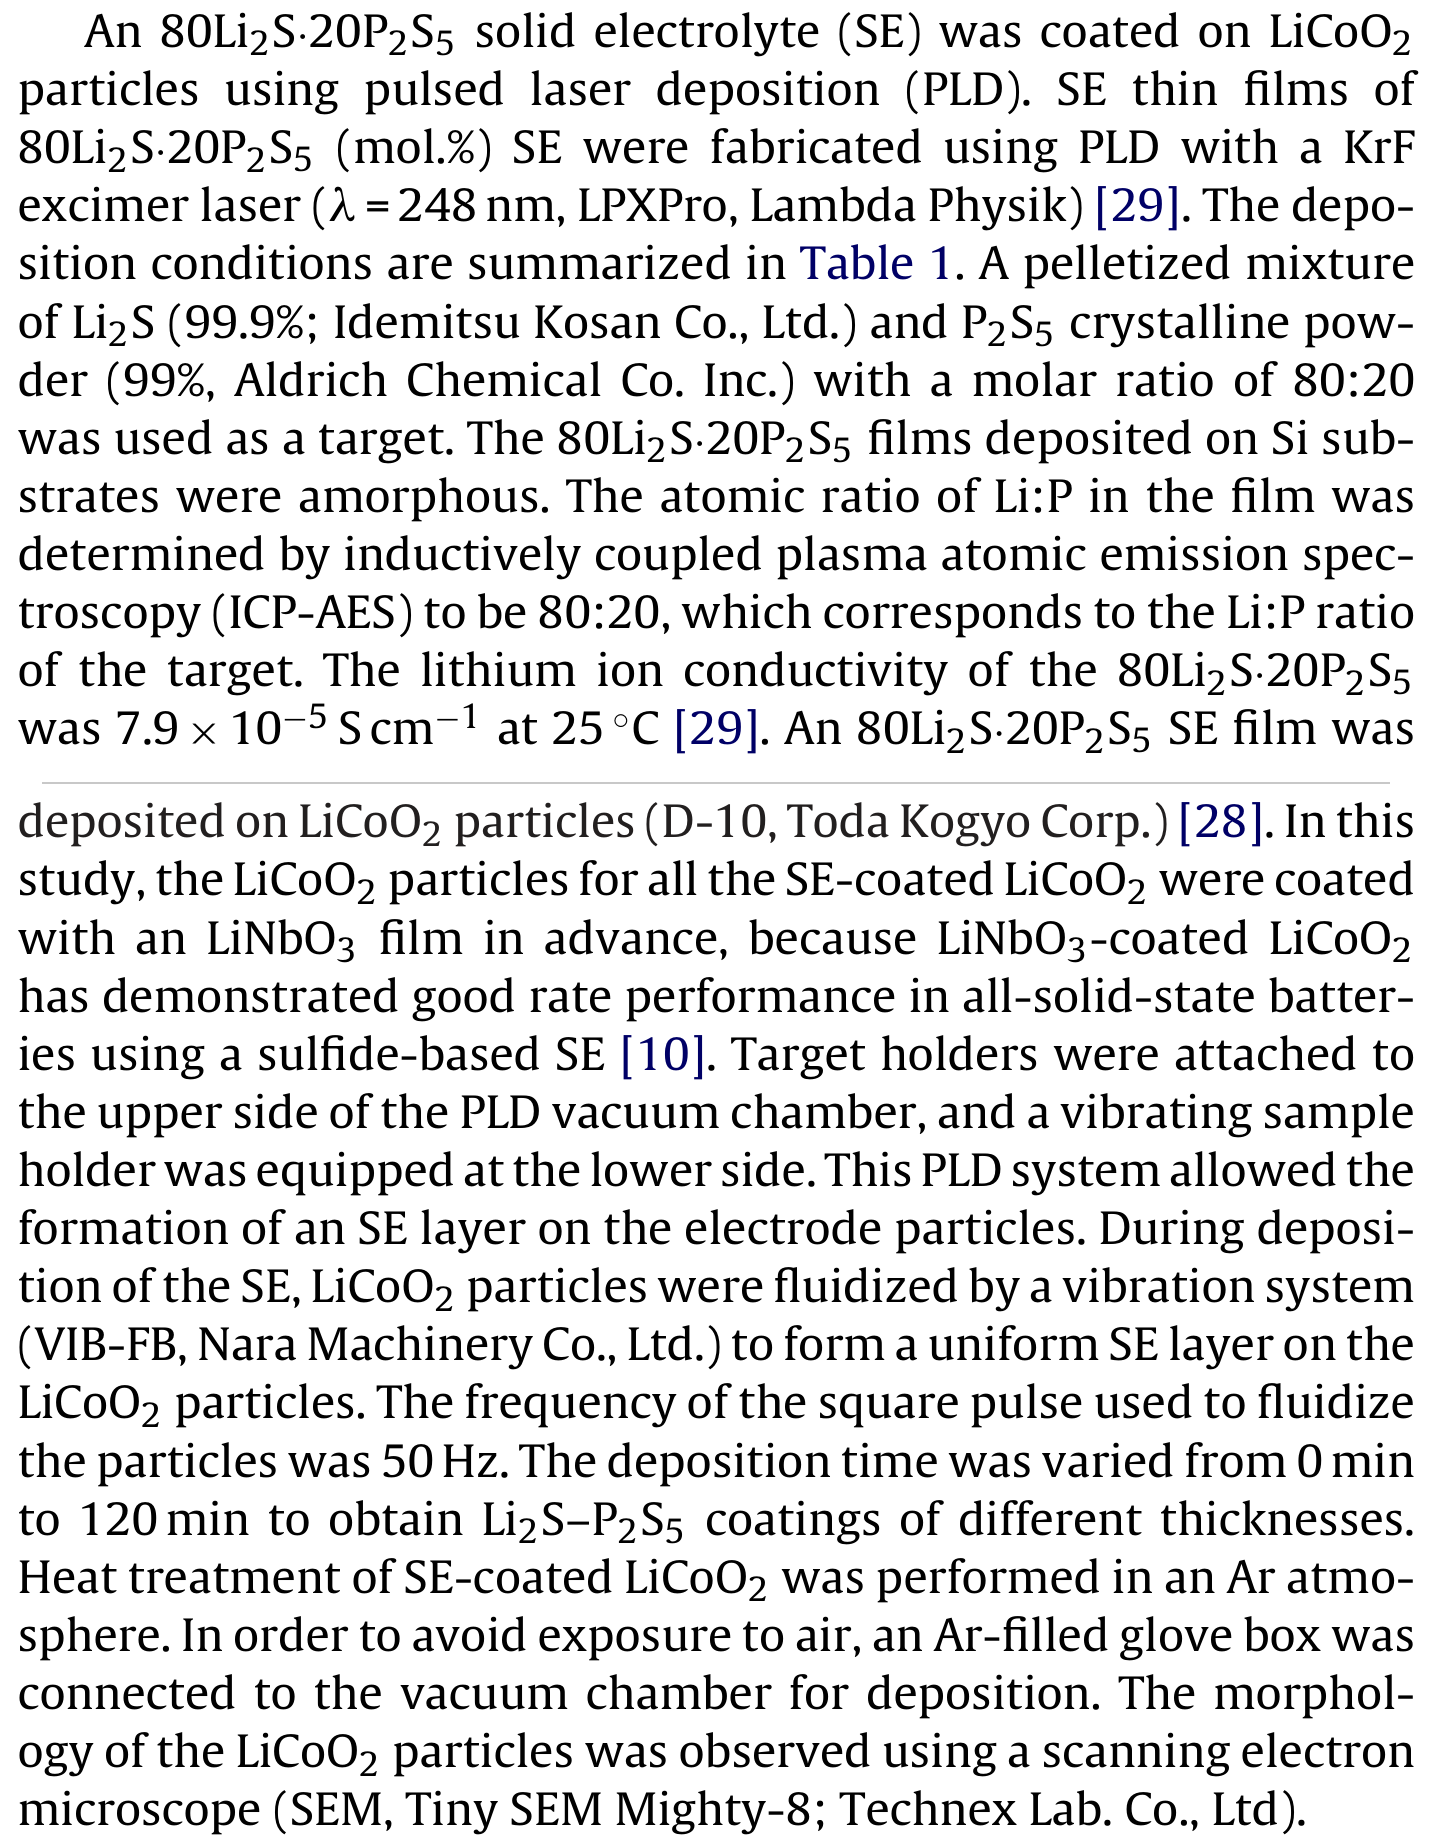 An 80Li₂S·20P₂S₅ solid electrolyte (SE) was coated on LiCoO₂
particles using pulsed laser deposition (PLD). SE thin films of
80Li₂S·20P₂S₅ (mol.%) SE were fabricated using PLD with a KrF
excimer laser (λ = 248 nm, LPXPro, Lambda Physik) [29]. The depo-
sition conditions are summarized in Table 1. A pelletized mixture
of Li₂S (99.9%; Idemitsu Kosan Co., Ltd.) and P₂S₅ crystalline pow-
der (99%, Aldrich Chemical Co. Inc.) with a molar ratio of 80:20
was used as a target. The 80Li₂S·20P₂S₅ films deposited on Si sub-
strates were amorphous. The atomic ratio of Li:P in the film was
determined by inductively coupled plasma atomic emission spec-
troscopy (ICP-AES) to be 80:20, which corresponds to the Li:P ratio
of the target. The lithium ion conductivity of the 80Li₂S·20P₂S₅
was 7.9 × 10⁻⁵ S cm⁻¹ at 25 °C [29]. An 80Li₂S·20P₂S₅ SE film was
deposited on LiCoO₂ particles (D-10, Toda Kogyo Corp.) [28]. In this
study, the LiCoO₂ particles for all the SE-coated LiCoO₂ were coated
with an LiNbO₃ film in advance, because LiNbO₃-coated LiCoO₂
has demonstrated good rate performance in all-solid-state batter-
ies using a sulfide-based SE [10]. Target holders were attached to
the upper side of the PLD vacuum chamber, and a vibrating sample
holder was equipped at the lower side. This PLD system allowed the
formation of an SE layer on the electrode particles. During deposi-
tion of the SE, LiCoO₂ particles were fluidized by a vibration system
(VIB-FB, Nara Machinery Co., Ltd.) to form a uniform SE layer on the
LiCoO₂ particles. The frequency of the square pulse used to fluidize
the particles was 50 Hz. The deposition time was varied from 0 min
to 120 min to obtain Li₂S–P₂S₅ coatings of different thicknesses.
Heat treatment of SE-coated LiCoO₂ was performed in an Ar atmo-
sphere. In order to avoid exposure to air, an Ar-filled glove box was
connected to the vacuum chamber for deposition. The morphol-
ogy of the LiCoO₂ particles was observed using a scanning electron
microscope (SEM, Tiny SEM Mighty-8; Technex Lab. Co., Ltd).